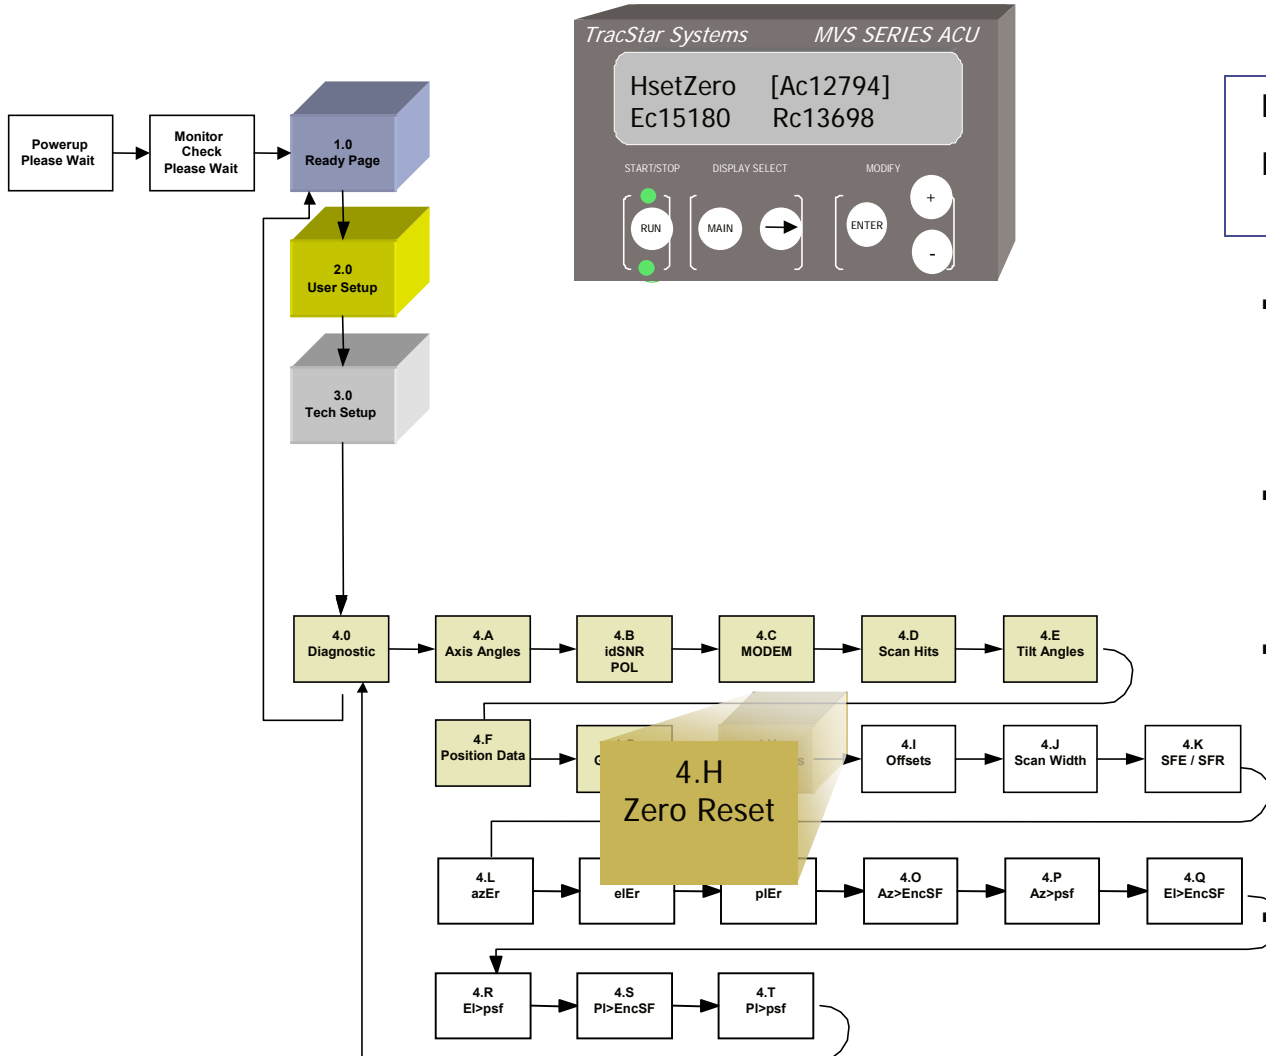 TracStar Systems MVS SERIES ACU
HsetZero [Ac12794]
Ec15180 Rc13698
START/STOP DISPLAY SELECT MODIFY
RUN MAIN ENTER + -
Powerup
Please Wait
Monitor
Check
Please Wait
1.0
Ready Page
2.0
User Setup
3.0
Tech Setup
4.0
Diagnostic
4.A
Axis Angles
4.B
idSNR
POL
4.C
MODEM
4.D
Scan Hits
4.E
Tilt Angles
4.F
Position Data
4.H
Zero Reset
4.I
Offsets
4.J
Scan Width
4.K
SFE / SFR
4.L
azEr
elEr
plEr
4.O
Az>EncSF
4.P
Az>psf
4.Q
El>EncSF
4.R
El>psf
4.S
Pl>EncSF
4.T
Pl>psf